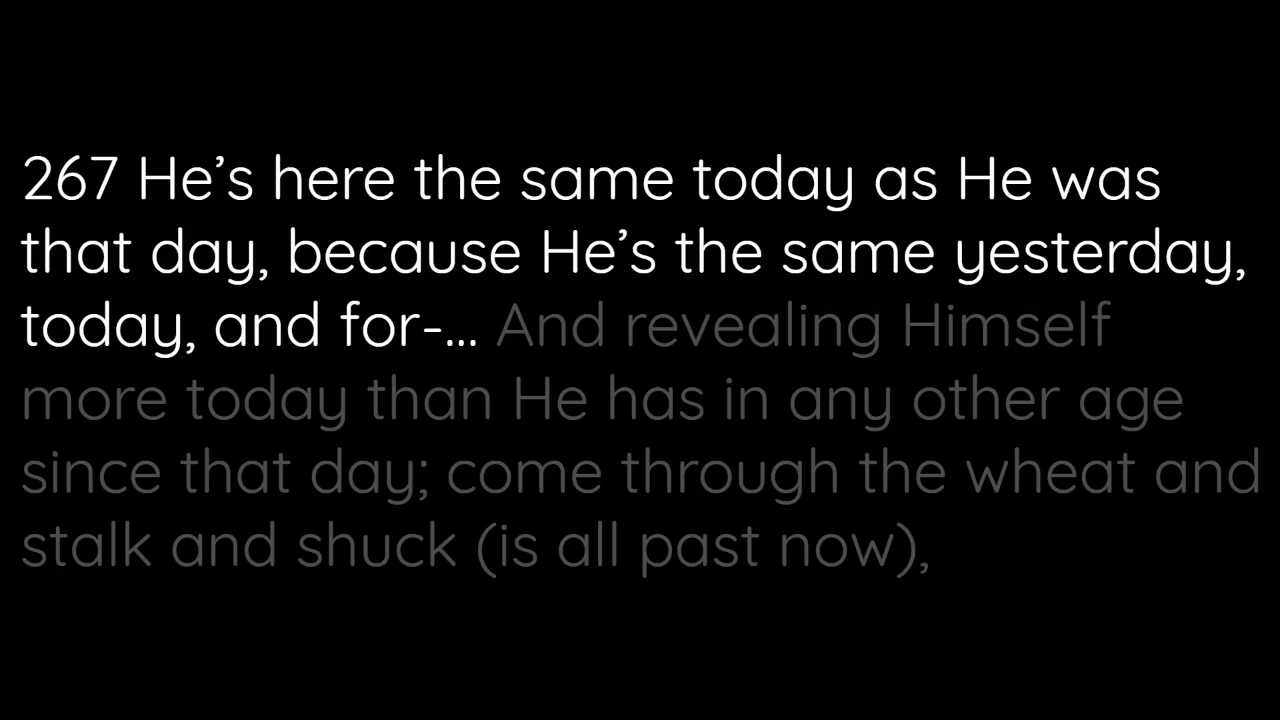 267 He’s here the same today as He was
that day, because He’s the same yesterday,
today, and for-... And revealing Himself
more today than He has in any other age
since that day; come through the wheat and
stalk and shuck (is all past now),